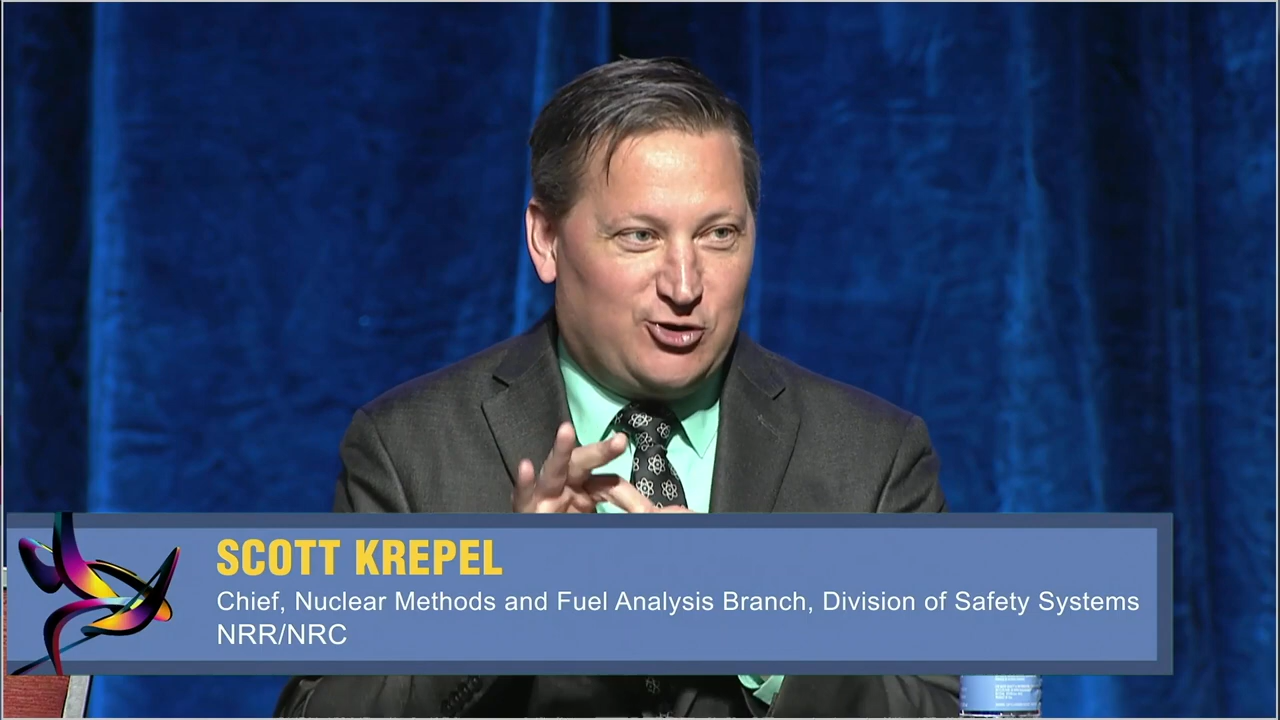 SCOTT KREPEL
Chief, Nuclear Methods and Fuel Analysis Branch, Division of Safety Systems
NRR/NRC